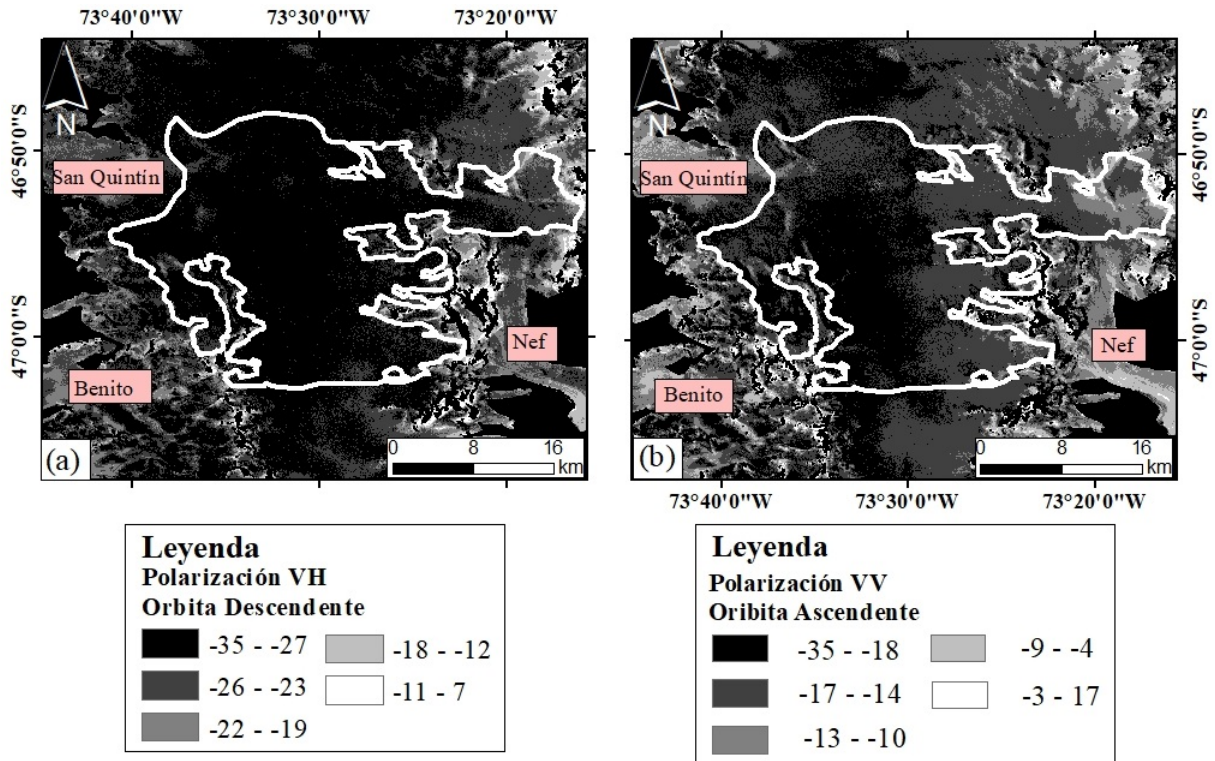 73°40'0"W 73°30'0"W 73°20'0"W
46°50'0"S
47°0'0"S
N
San Quintín
Benito
Nef
(a)
0 8 16
km
N
San Quintín
Benito
Nef
(b)
0 8 16
km
46°50'0"S
47°0'0"S
73°40'0"W 73°30'0"W 73°20'0"W
Leyenda
Polarización VH
Orbita Descendente
-35 - -27
-26 - -23
-22 - -19
-18 - -12
-11 - 7
Leyenda
Polarización VV
Oribita Ascendente
-35 - -18
-17 - -14
-13 - -10
-9 - -4
-3 - 17